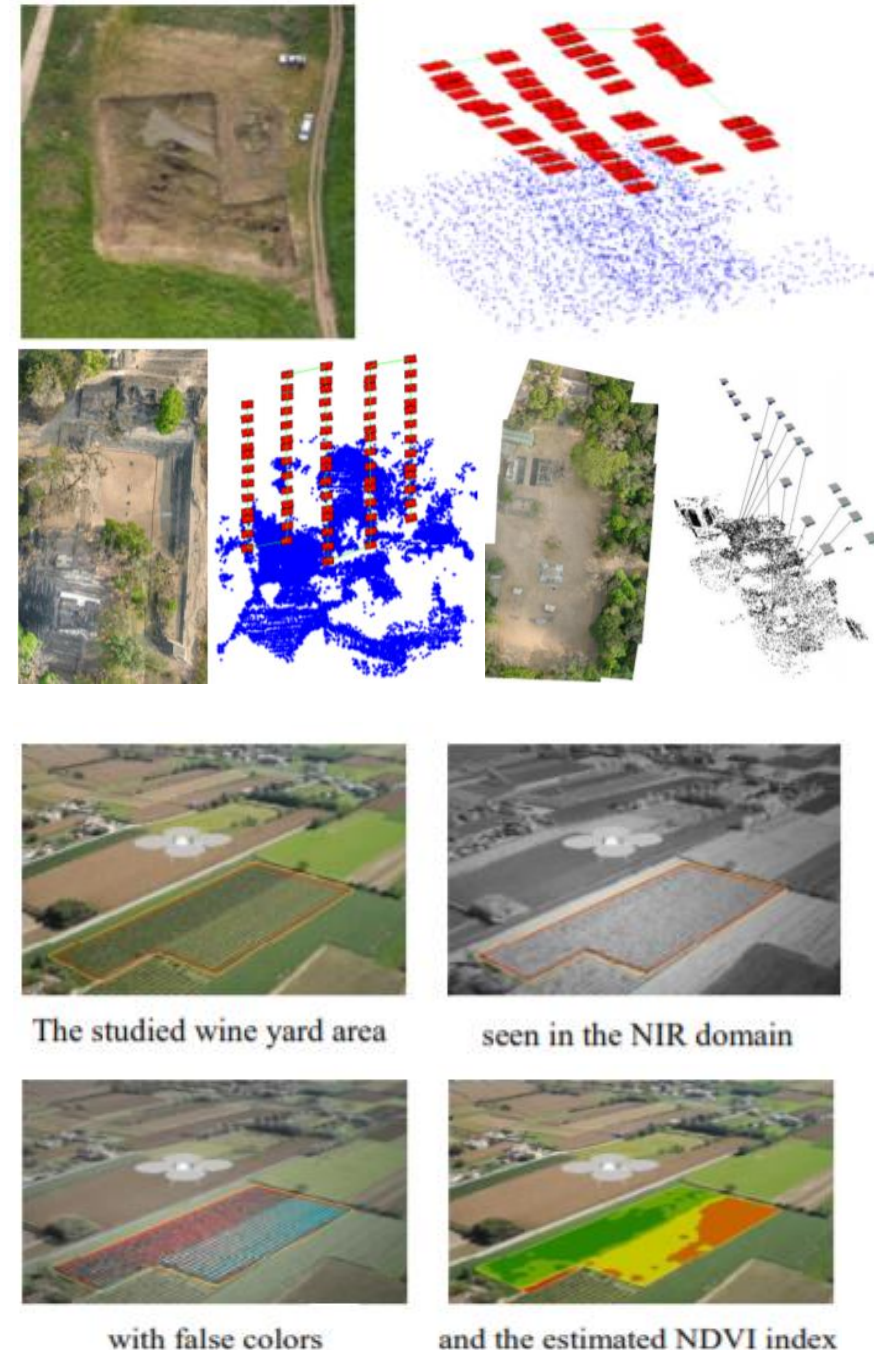 The studied wine yard area
seen in the NIR domain
with false colors
and the estimated NDVI index